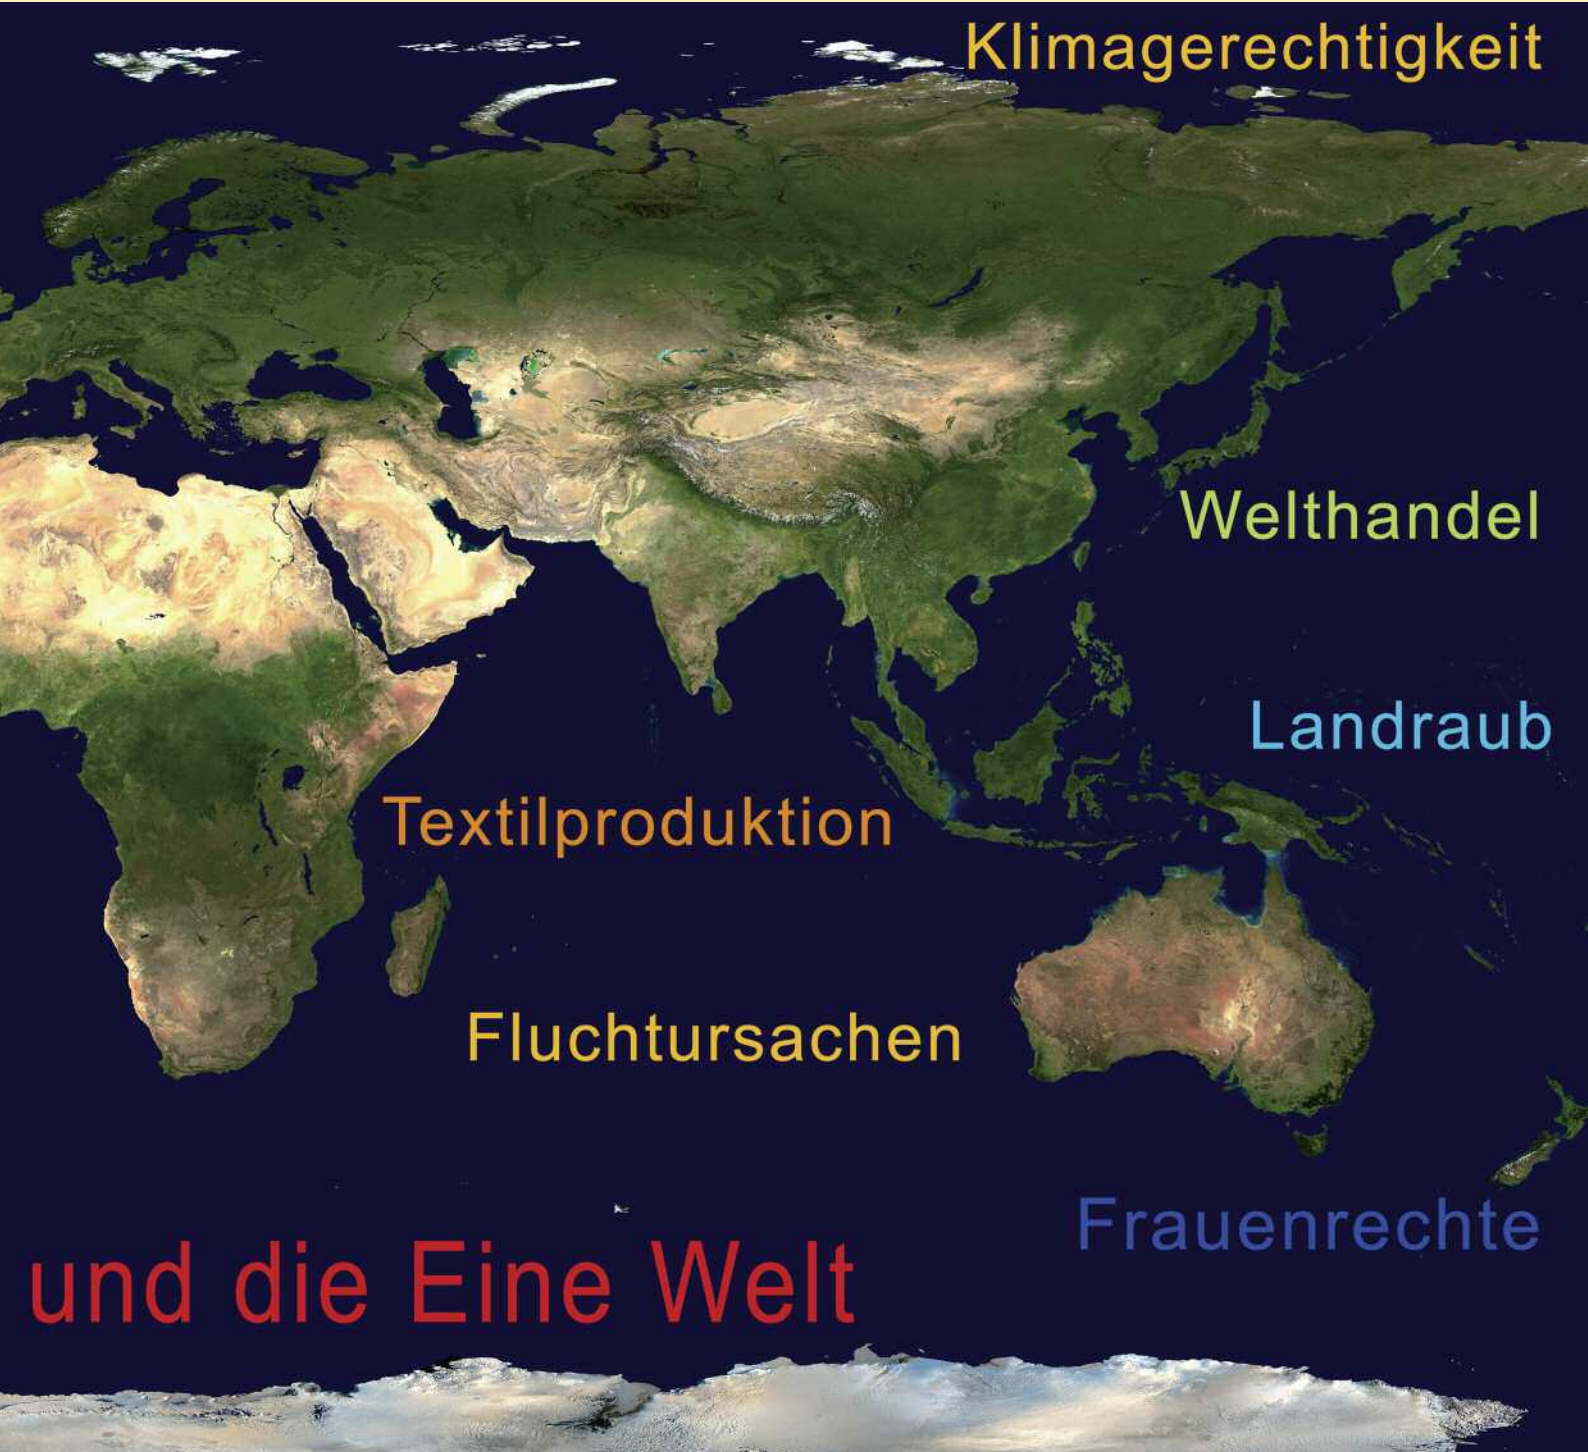 Klimagerechtigkeit
Welthandel
Landraub
Textilproduktion
Fluchtursachen
Frauenrechte
und die Eine Welt